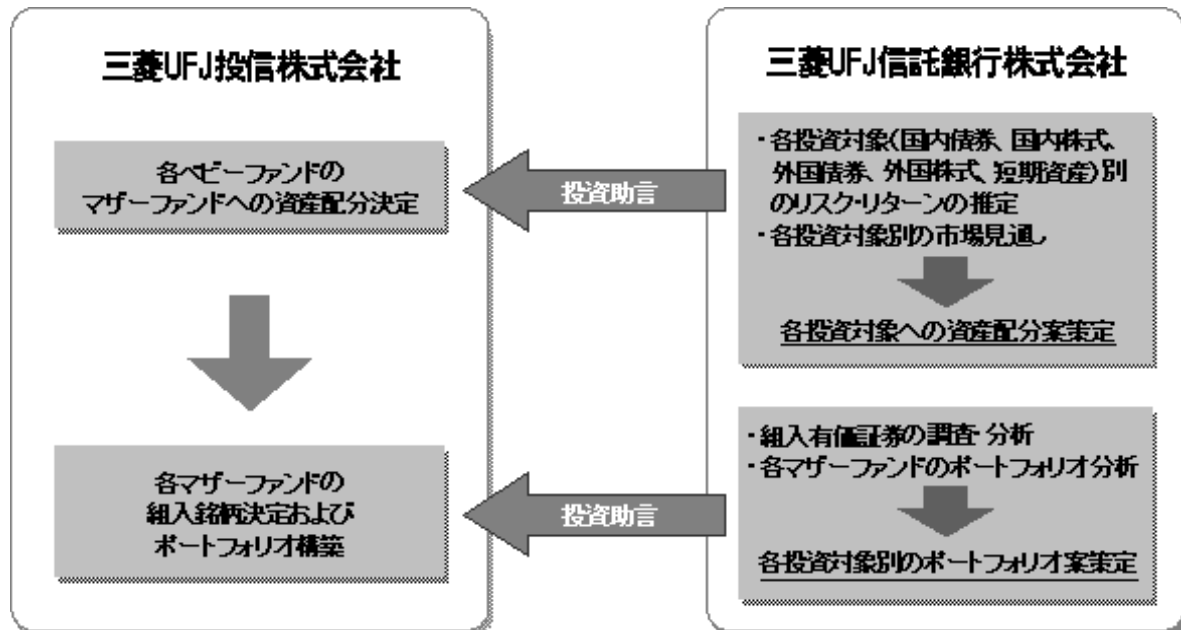 三菱UFJ投信株式会社
各ベビーファンドの
マザーファンドへの資産配分決定
各マザーファンドの
組入銘柄決定および
ポートフォリオ構築
投資助言
投資助言
三菱UFJ信託銀行株式会社
・各投資対象(国内債券、国内株式、
外国債券、外国株式、短期資産)別
のリスク・リターンの推定
・各投資対象別の市場見通し
各投資対象への資産配分案策定
・組入有価証券の調査・分析
・各マザーファンドのポートフォリオ分析
各投資対象別のポートフォリオ案策定